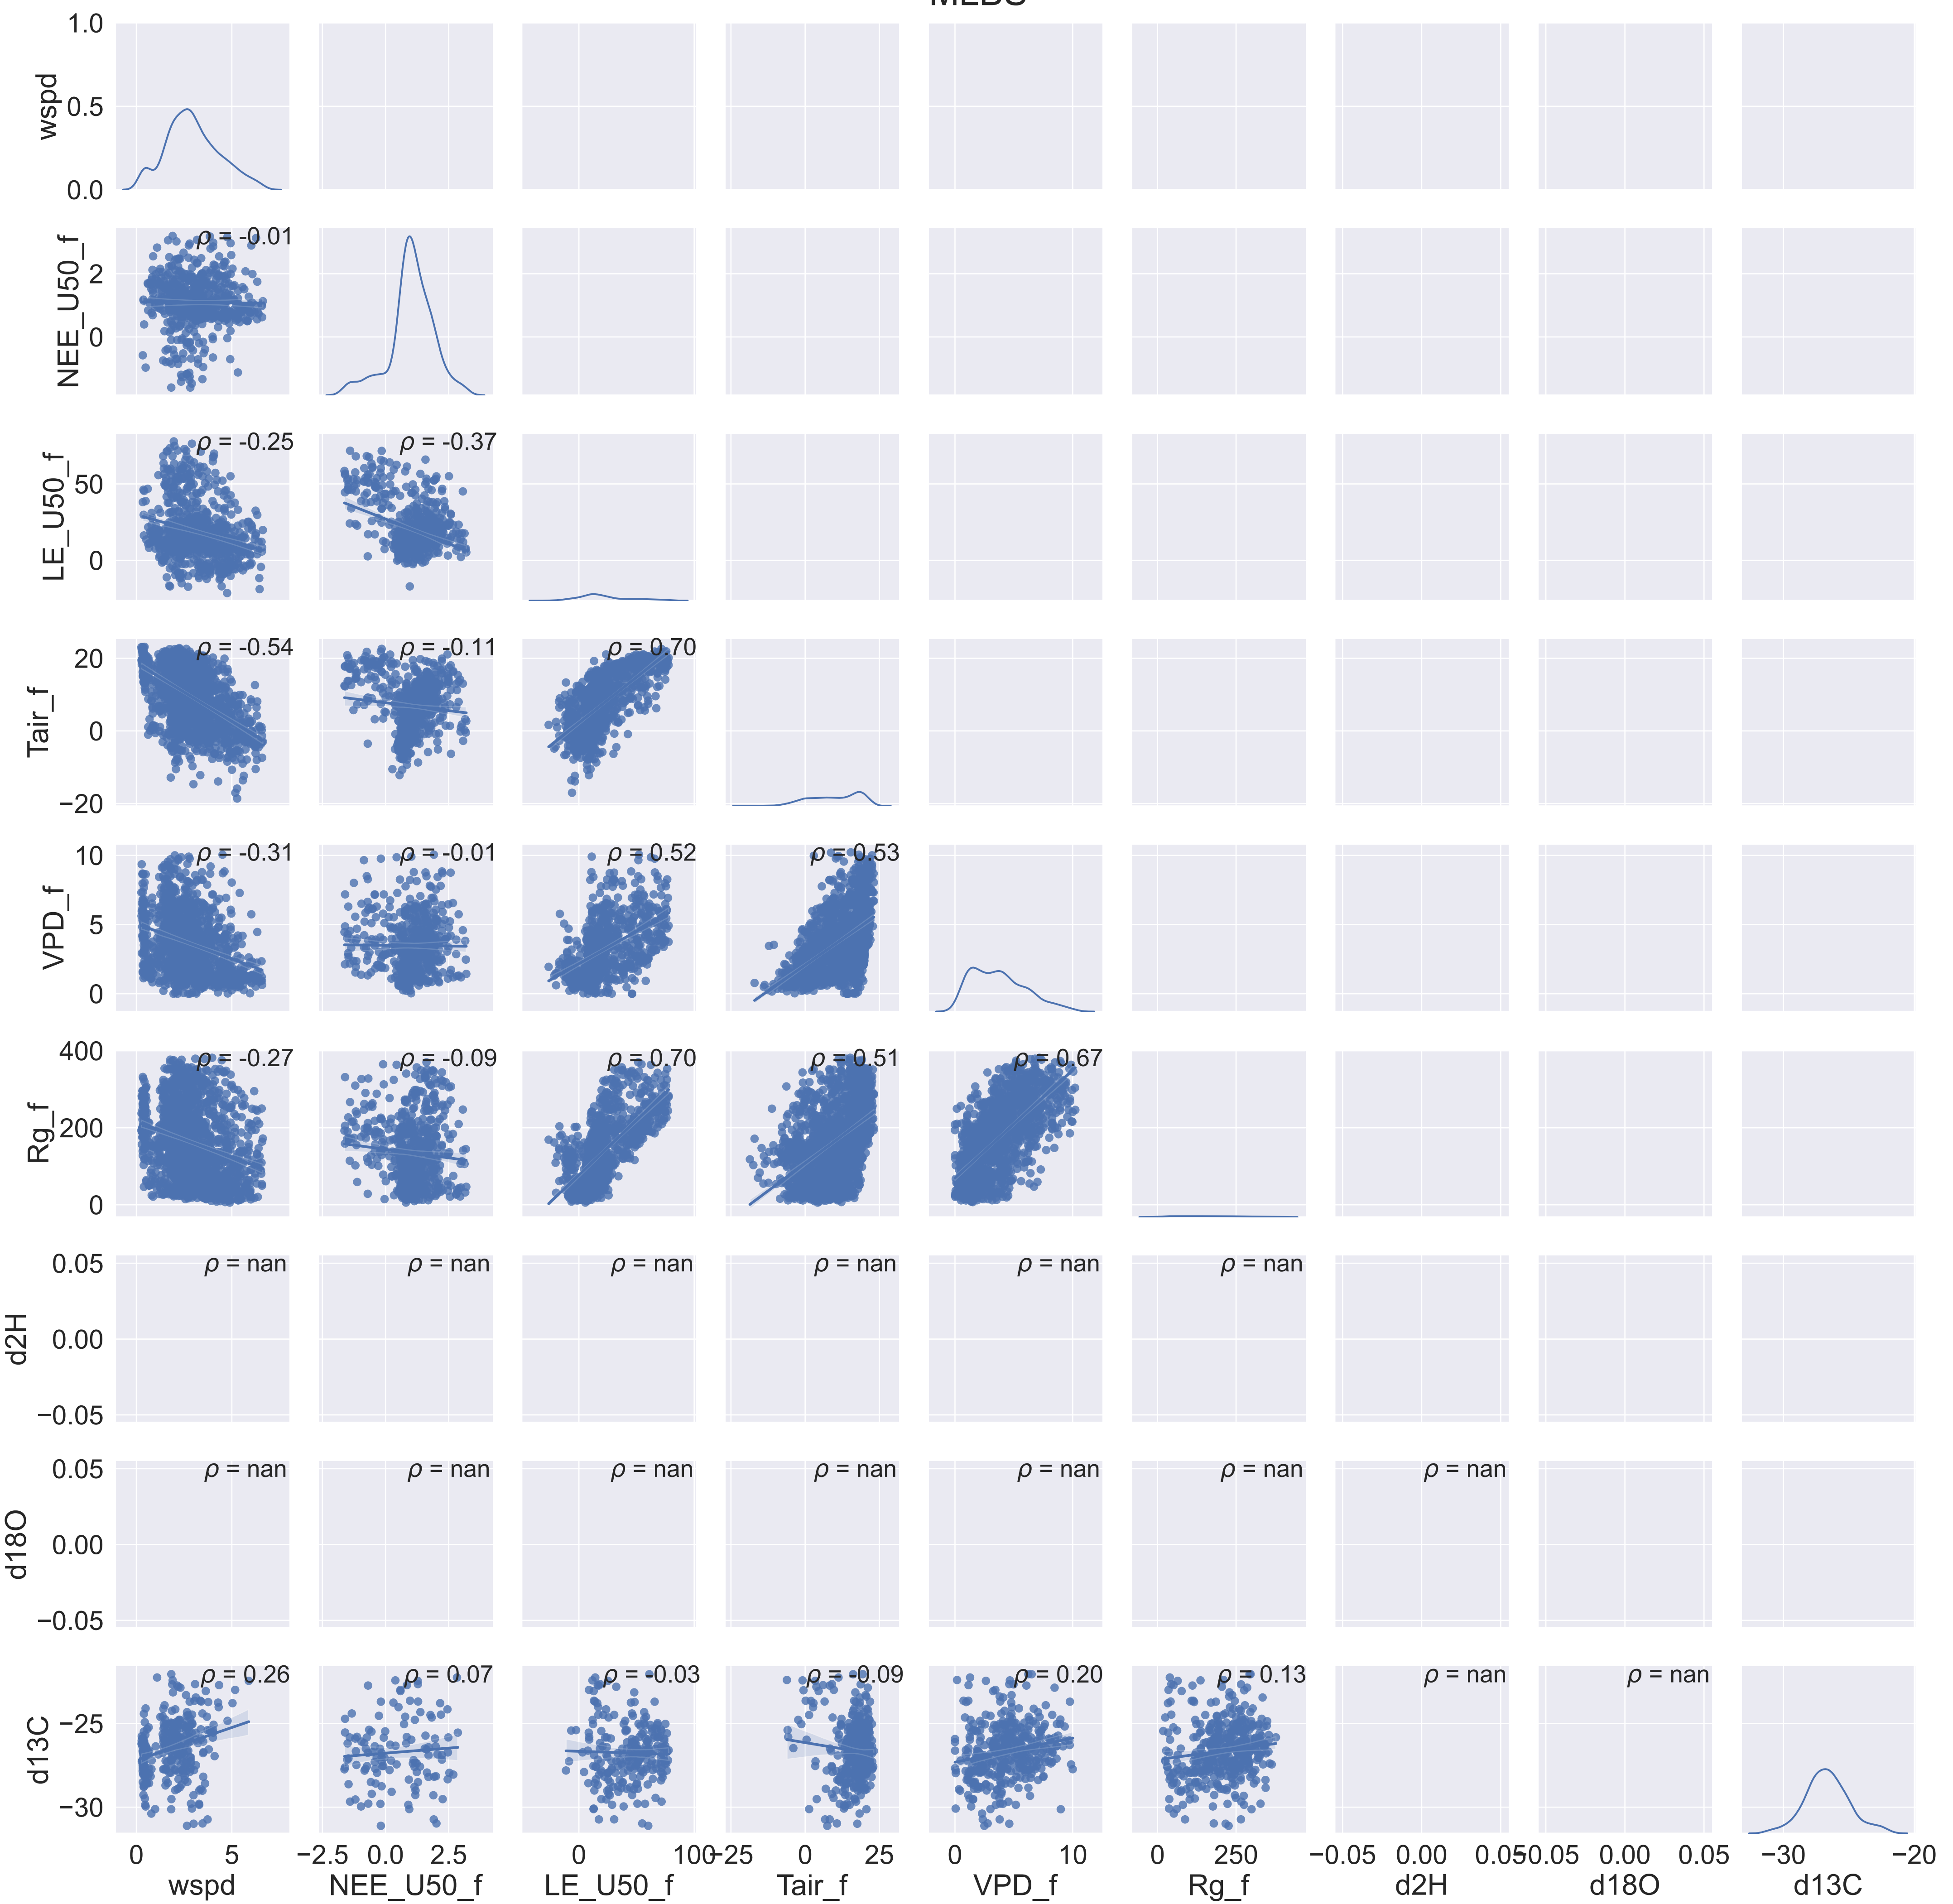 1.0
wspd
0.5
0.0
NEE_U50_f
2
0
ρ = -0.01
LE_U50_f
50
0
ρ = -0.25
ρ = -0.37
Tair_f
20
0
−20
ρ = -0.54
ρ = -0.11
ρ = 0.70
VPD_f
10
5
0
ρ = -0.31
ρ = -0.01
ρ = 0.52
ρ = 0.53
Rg_f
400
200
0
ρ = -0.27
ρ = -0.09
ρ = 0.70
ρ = 0.51
ρ = 0.67
d2H
0.05
0.00
−0.05
ρ = nan
ρ = nan
ρ = nan
ρ = nan
ρ = nan
ρ = nan
d18O
0.05
0.00
−0.05
ρ = nan
ρ = nan
ρ = nan
ρ = nan
ρ = nan
ρ = nan
ρ = nan
d13C
−25
−30
ρ = 0.26
ρ = 0.07
ρ = -0.03
ρ = -0.09
ρ = 0.20
ρ = 0.13
ρ = nan
ρ = nan
0 5
wspd
−2.5 0.0 2.5
NEE_U50_f
0 100
LE_U50_f
−25 0 25
Tair_f
0 10
VPD_f
0 250
Rg_f
−0.05 0.00 0.05
d2H
−0.05 0.00 0.05
d18O
−30 −20
d13C